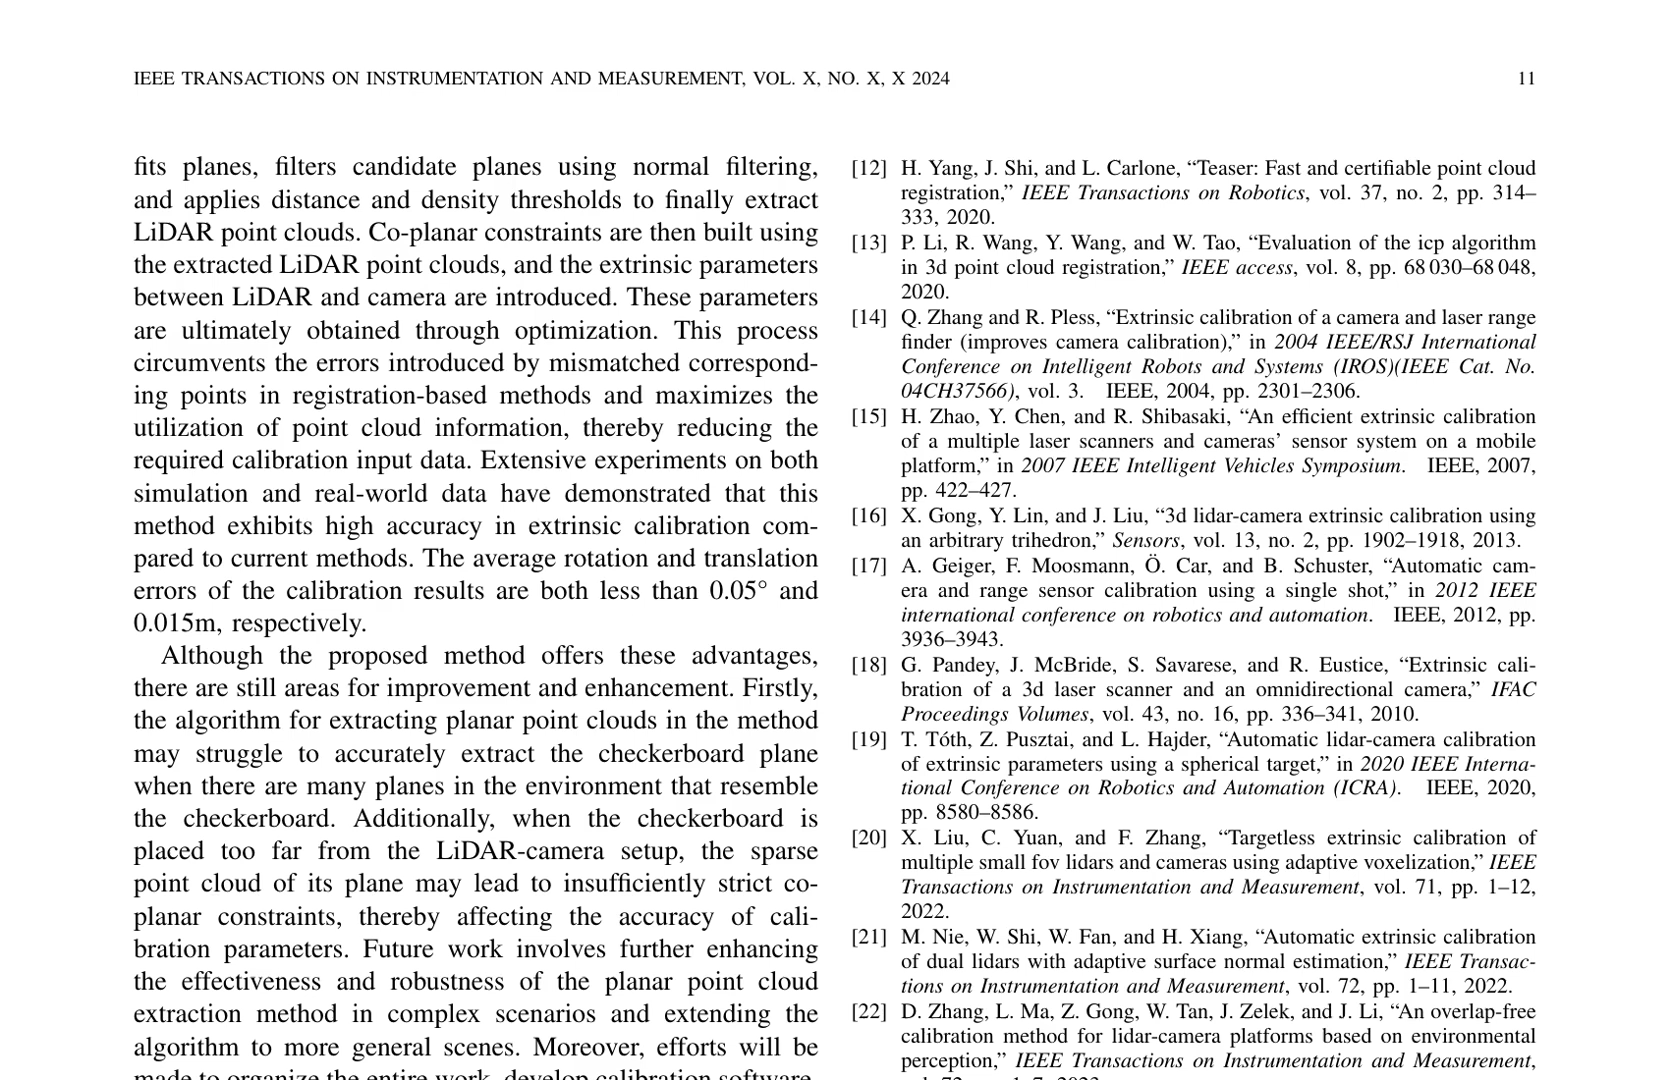 IEEE TRANSACTIONS ON INSTRUMENTATION AND MEASUREMENT, VOL. X, NO. X, X 2024
11
fits planes, filters candidate planes using normal filtering,
and applies distance and density thresholds to finally extract
LiDAR point clouds. Co-planar constraints are then built using
the extracted LiDAR point clouds, and the extrinsic parameters
between LiDAR and camera are introduced. These parameters
are ultimately obtained through optimization. This process
circumvents the errors introduced by mismatched correspond-
ing points in registration-based methods and maximizes the
utilization of point cloud information, thereby reducing the
required calibration input data. Extensive experiments on both
simulation and real-world data have demonstrated that this
method exhibits high accuracy in extrinsic calibration com-
pared to current methods. The average rotation and translation
errors of the calibration results are both less than 0.05° and
0.015m, respectively.
Although the proposed method offers these advantages,
there are still areas for improvement and enhancement. Firstly,
the algorithm for extracting planar point clouds in the method
may struggle to accurately extract the checkerboard plane
when there are many planes in the environment that resemble
the checkerboard. Additionally, when the checkerboard is
placed too far from the LiDAR-camera setup, the sparse
point cloud of its plane may lead to insufficiently strict co-
planar constraints, thereby affecting the accuracy of cali-
bration parameters. Future work involves further enhancing
the effectiveness and robustness of the planar point cloud
extraction method in complex scenarios and extending the
algorithm to more general scenes. Moreover, efforts will be
made to organize the entire work, develop calibration software,
[12] H. Yang, J. Shi, and L. Carlone, “Teaser: Fast and certifiable point cloud
registration,” IEEE Transactions on Robotics, vol. 37, no. 2, pp. 314–
333, 2020.
[13] P. Li, R. Wang, Y. Wang, and W. Tao, “Evaluation of the icp algorithm
in 3d point cloud registration,” IEEE access, vol. 8, pp. 68 030–68 048,
2020.
[14] Q. Zhang and R. Pless, “Extrinsic calibration of a camera and laser range
finder (improves camera calibration),” in 2004 IEEE/RSJ International
Conference on Intelligent Robots and Systems (IROS)(IEEE Cat. No.
04CH37566), vol. 3. IEEE, 2004, pp. 2301–2306.
[15] H. Zhao, Y. Chen, and R. Shibasaki, “An efficient extrinsic calibration
of a multiple laser scanners and cameras’ sensor system on a mobile
platform,” in 2007 IEEE Intelligent Vehicles Symposium. IEEE, 2007,
pp. 422–427.
[16] X. Gong, Y. Lin, and J. Liu, “3d lidar-camera extrinsic calibration using
an arbitrary trihedron,” Sensors, vol. 13, no. 2, pp. 1902–1918, 2013.
[17] A. Geiger, F. Moosmann, Ö. Car, and B. Schuster, “Automatic cam-
era and range sensor calibration using a single shot,” in 2012 IEEE
international conference on robotics and automation. IEEE, 2012, pp.
3936–3943.
[18] G. Pandey, J. McBride, S. Savarese, and R. Eustice, “Extrinsic cali-
bration of a 3d laser scanner and an omnidirectional camera,” IFAC
Proceedings Volumes, vol. 43, no. 16, pp. 336–341, 2010.
[19] T. Tóth, Z. Pusztai, and L. Hajder, “Automatic lidar-camera calibration
of extrinsic parameters using a spherical target,” in 2020 IEEE Interna-
tional Conference on Robotics and Automation (ICRA). IEEE, 2020,
pp. 8580–8586.
[20] X. Liu, C. Yuan, and F. Zhang, “Targetless extrinsic calibration of
multiple small fov lidars and cameras using adaptive voxelization,” IEEE
Transactions on Instrumentation and Measurement, vol. 71, pp. 1–12,
2022.
[21] M. Nie, W. Shi, W. Fan, and H. Xiang, “Automatic extrinsic calibration
of dual lidars with adaptive surface normal estimation,” IEEE Transac-
tions on Instrumentation and Measurement, vol. 72, pp. 1–11, 2022.
[22] D. Zhang, L. Ma, Z. Gong, W. Tan, J. Zelek, and J. Li, “An overlap-free
calibration method for lidar-camera platforms based on environmental
perception,” IEEE Transactions on Instrumentation and Measurement,